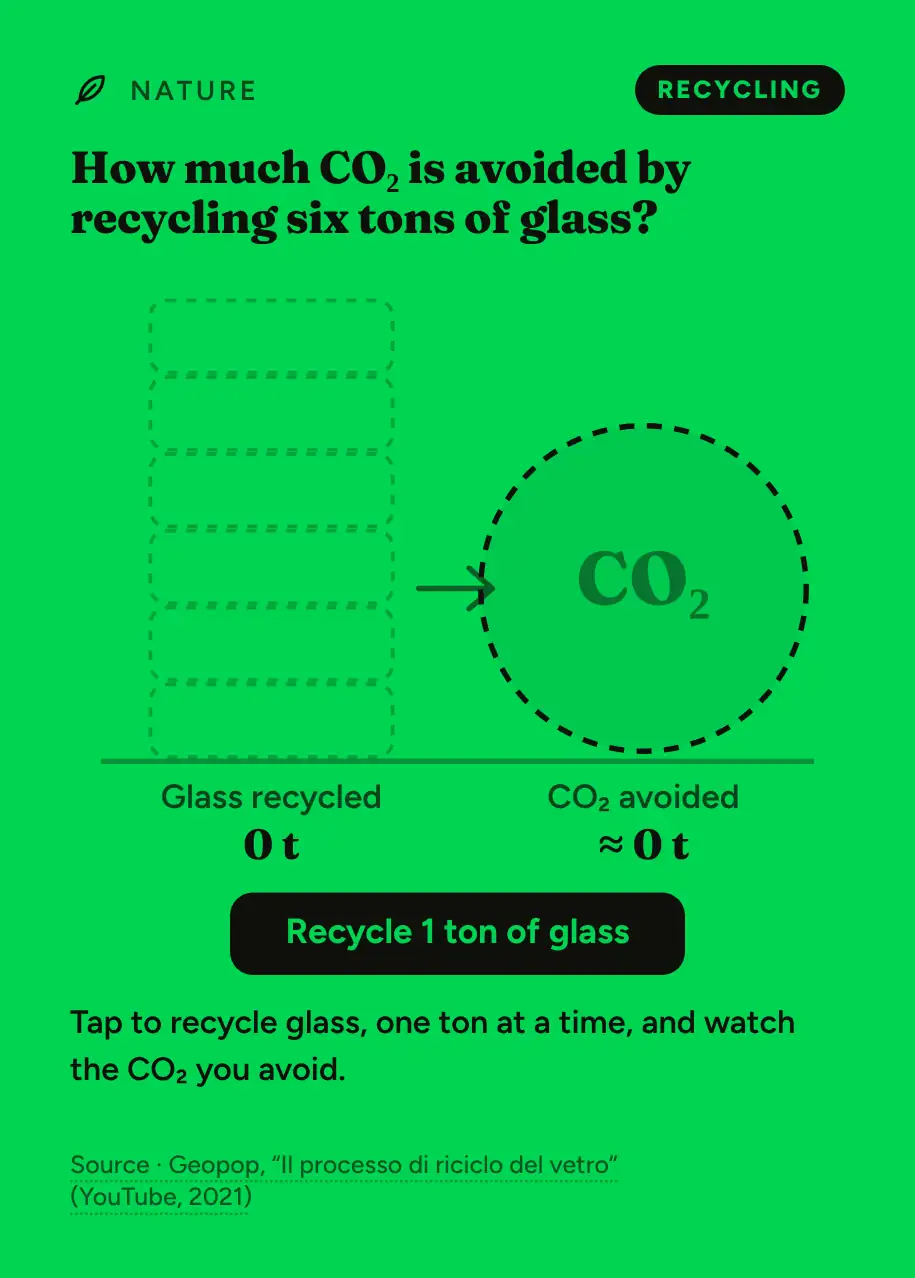 NATURE
RECYCLING
How much CO₂ is avoided by
recycling six tons of glass?
CO₂
Glass recycled
0 t
CO₂ avoided
≈ 0 t
Recycle 1 ton of glass
Tap to recycle glass, one ton at a time, and watch
the CO₂ you avoid.
Source · Geopop, “Il processo di riciclo del vetro”
(YouTube, 2021)